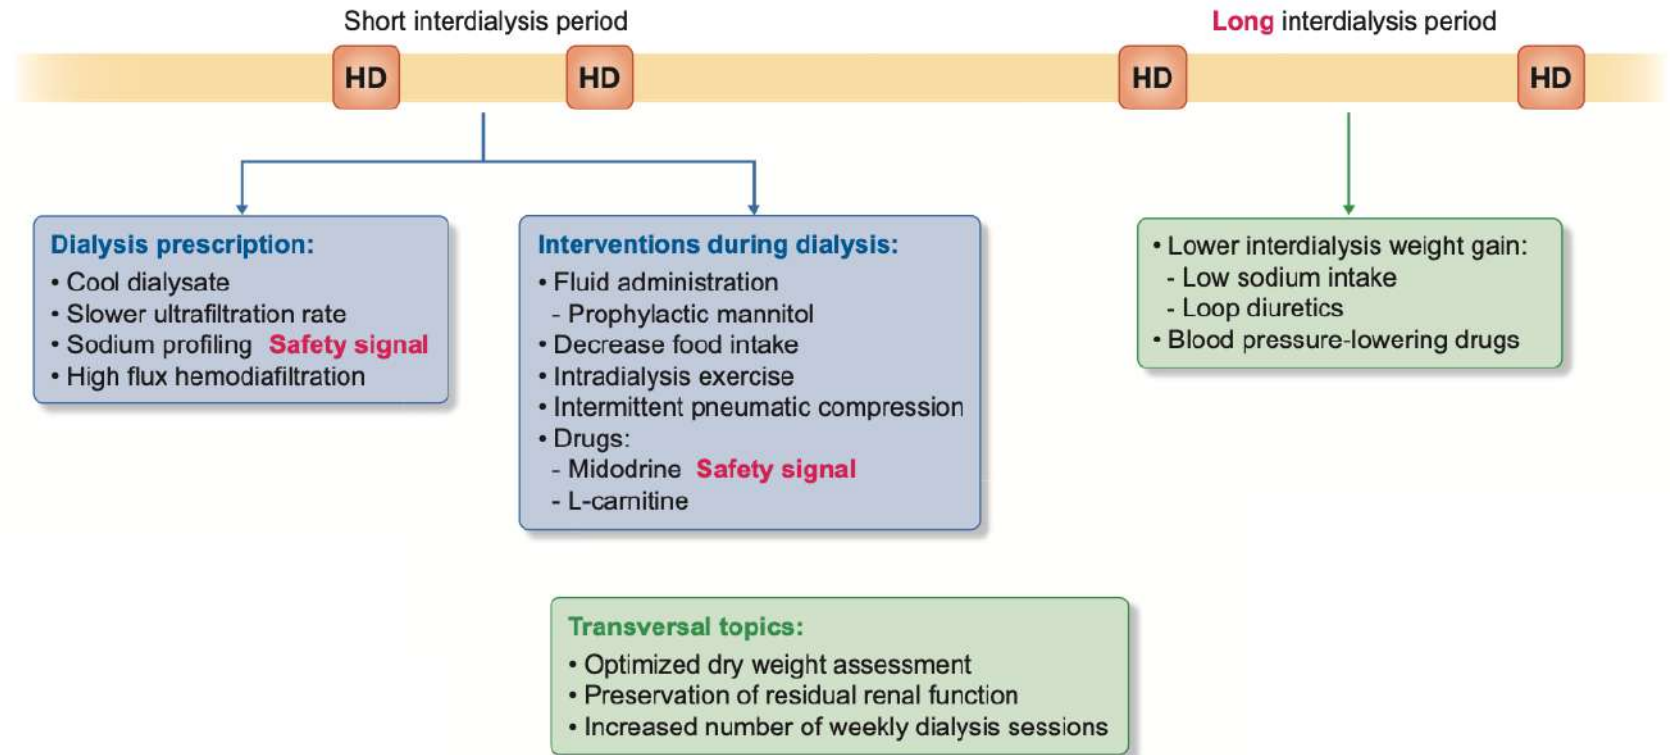 Short interdialysis period
Long interdialysis period
HD
HD
HD
HD
Dialysis prescription:
• Cool dialysate
• Slower ultrafiltration rate
• Sodium profiling Safety signal
• High flux hemodiafiltration
Interventions during dialysis:
• Fluid administration
- Prophylactic mannitol
• Decrease food intake
• Intradialysis exercise
• Intermittent pneumatic compression
• Drugs:
- Midodrine Safety signal
- L-carnitine
• Lower interdialysis weight gain:
- Low sodium intake
- Loop diuretics
• Blood pressure-lowering drugs
Transversal topics:
• Optimized dry weight assessment
• Preservation of residual renal function
• Increased number of weekly dialysis sessions